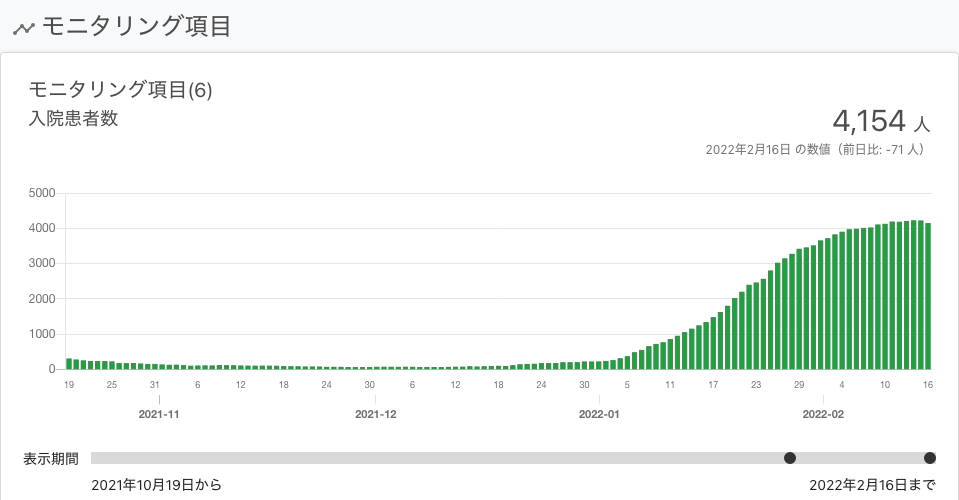 モニタリング項目
モニタリング項目(6)
入院患者数
4,154 人
2022年2月16日 の数値（前日比: -71 人）
5000
4000
3000
2000
1000
0
19 25 31 6 12 18 24 30 6 12 18 24 30 5 11 17 23 29 4 10 16
2021-11 2021-12 2022-01 2022-02
表示期間
2021年10月19日から 2022年2月16日まで